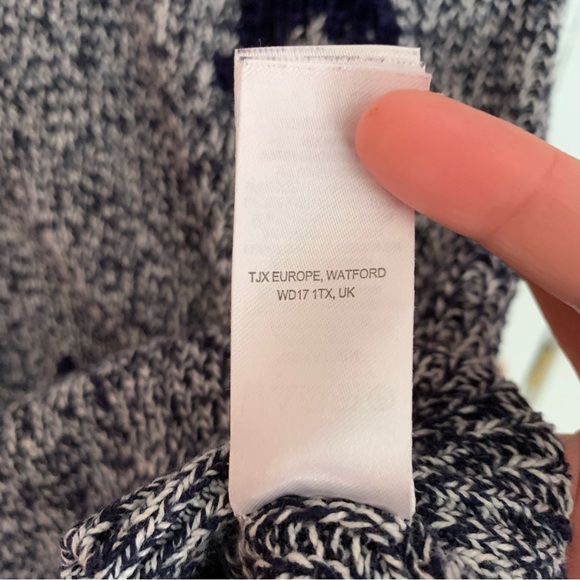 TJX EUROPE, WATFORD
WD17 1TX, UK